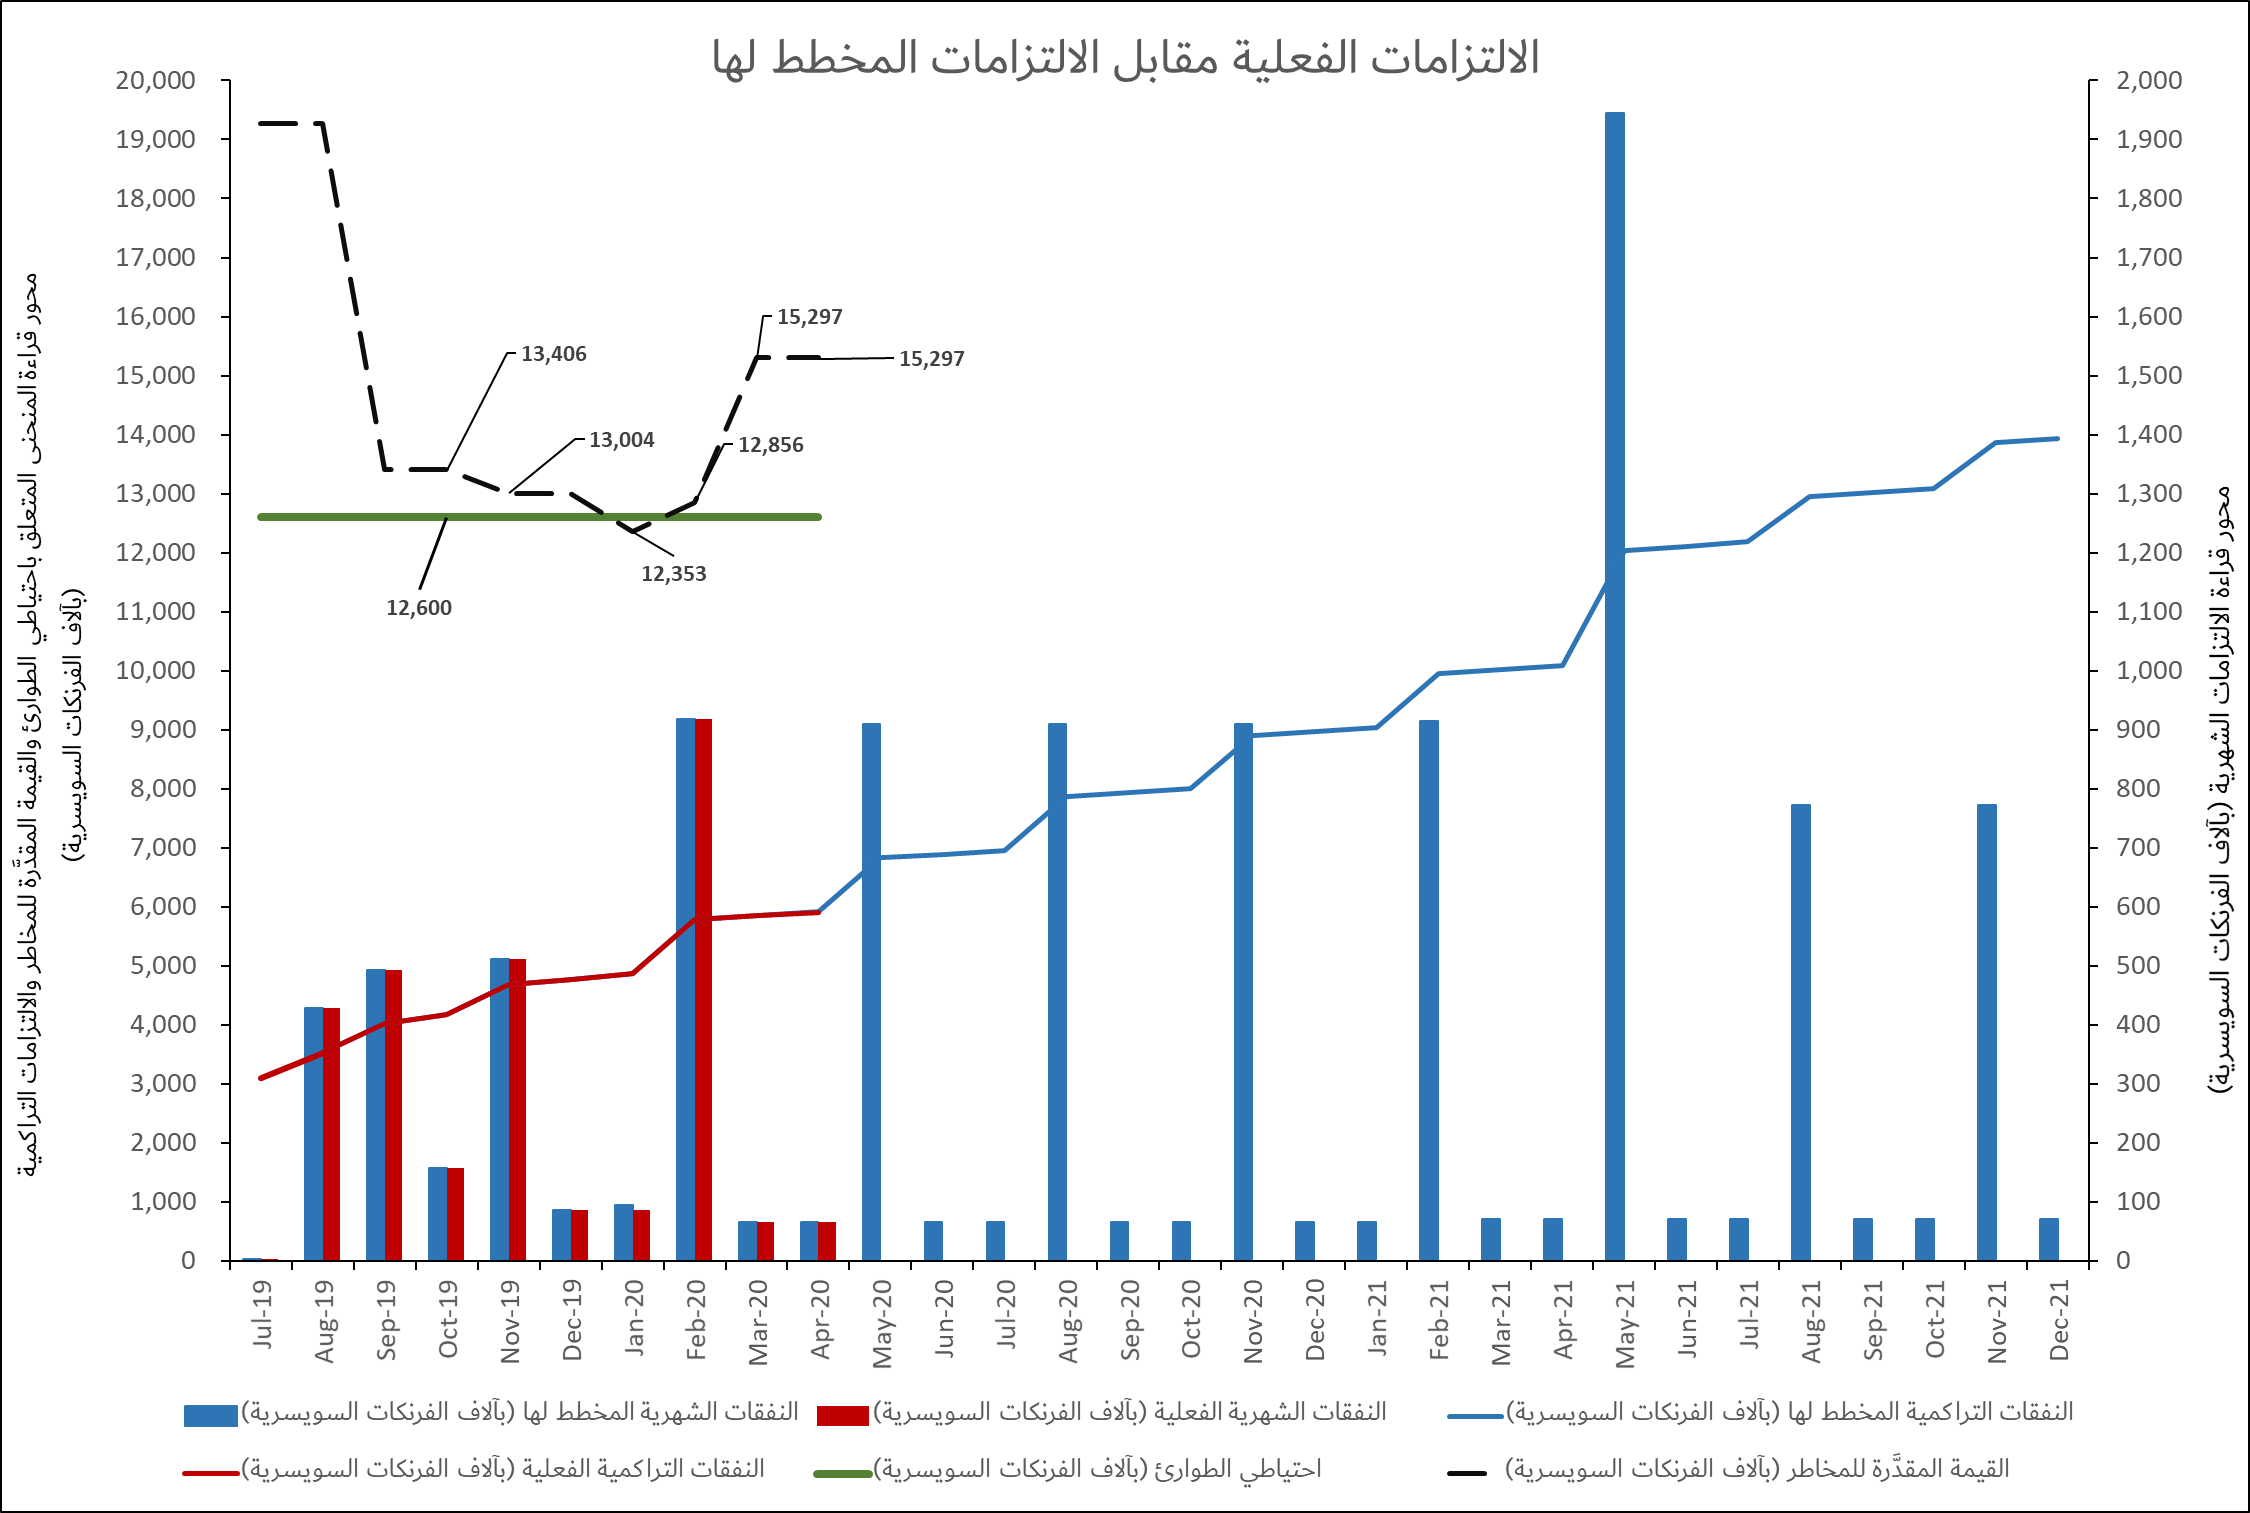 الالتزامات الفعلية مقابل الالتزامات المخطط لها
محور قراءة المنحنى المتعلق باحتياطي الطوارئ والقيمة المقدَّرة للمخاطر والالتزامات التراكمية
(بآلاف الفرنكات السويسرية)
20,000
19,000
18,000
17,000
16,000
15,000
14,000
13,000
12,000
11,000
10,000
9,000
8,000
7,000
6,000
5,000
4,000
3,000
2,000
1,000
0
13,406
13,004
12,600
12,353
12,856
15,297
15,297
2,000
1,900
1,800
1,700
1,600
1,500
1,400
1,300
1,200
1,100
1,000
900
800
700
600
500
400
300
200
100
0
محور قراءة الالتزامات الشهرية (بآلاف الفرنكات السويسرية)
Jul-19
Aug-19
Sep-19
Oct-19
Nov-19
Dec-19
Jan-20
Feb-20
Mar-20
Apr-20
May-20
Jun-20
Jul-20
Aug-20
Sep-20
Oct-20
Nov-20
Dec-20
Jan-21
Feb-21
Mar-21
Apr-21
May-21
Jun-21
Jul-21
Aug-21
Sep-21
Oct-21
Nov-21
Dec-21
النفقات الشهرية المخطط لها (بآلاف الفرنكات السويسرية)
النفقات الشهرية الفعلية (بآلاف الفرنكات السويسرية)
النفقات التراكمية المخطط لها (بآلاف الفرنكات السويسرية)
النفقات التراكمية الفعلية (بآلاف الفرنكات السويسرية)
احتياطي الطوارئ (بآلاف الفرنكات السويسرية)
القيمة المقدَّرة للمخاطر (بآلاف الفرنكات السويسرية)